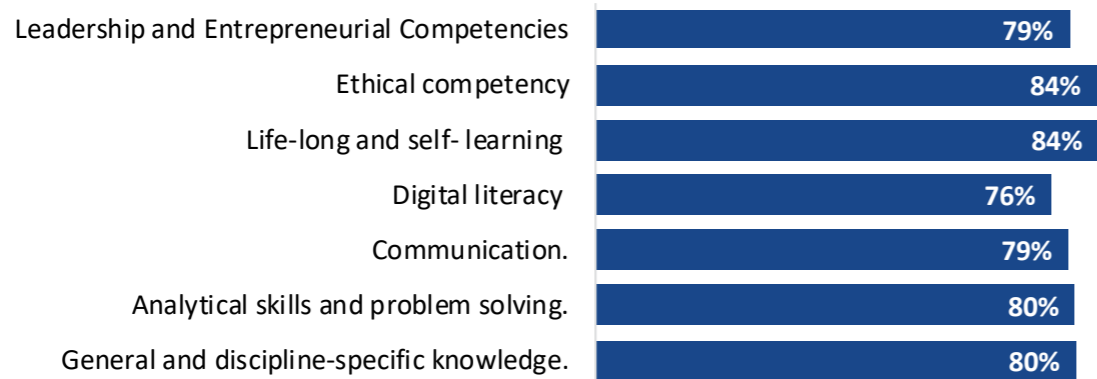 Leadership and Entrepreneurial Competencies 79%
Ethical competency 84%
Life-long and self- learning 84%
Digital literacy 76%
Communication. 79%
Analytical skills and problem solving. 80%
General and discipline-specific knowledge. 80%